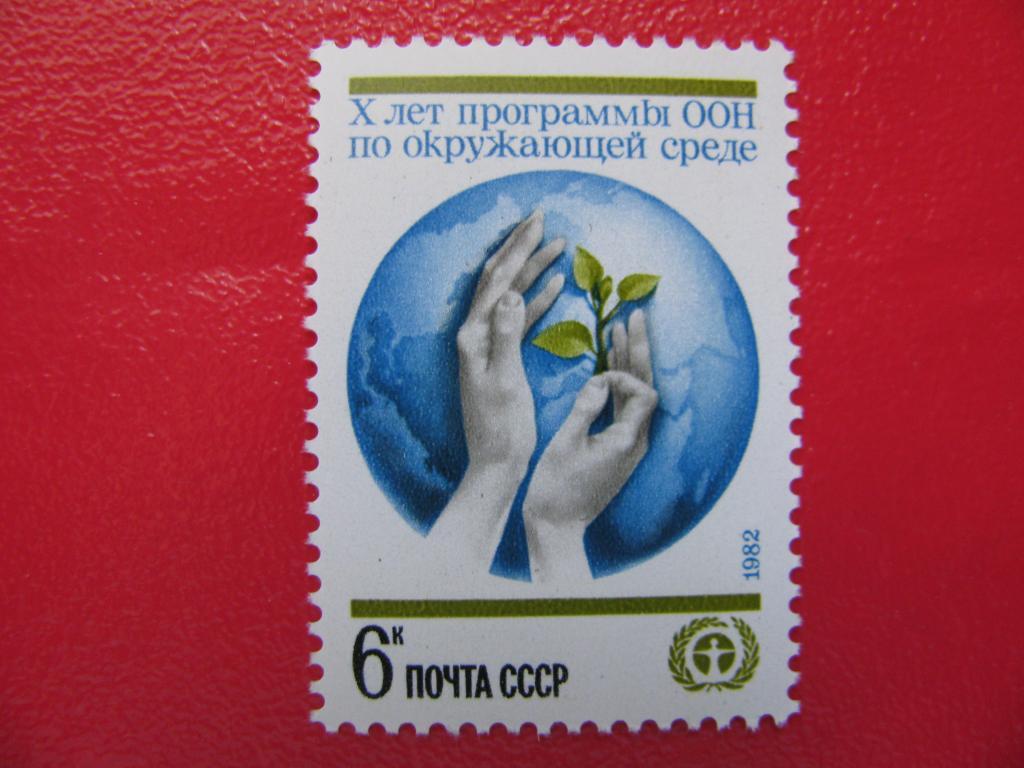 X лет программы ООН
по окружающей среде
1982
6к ПОЧТА СССР